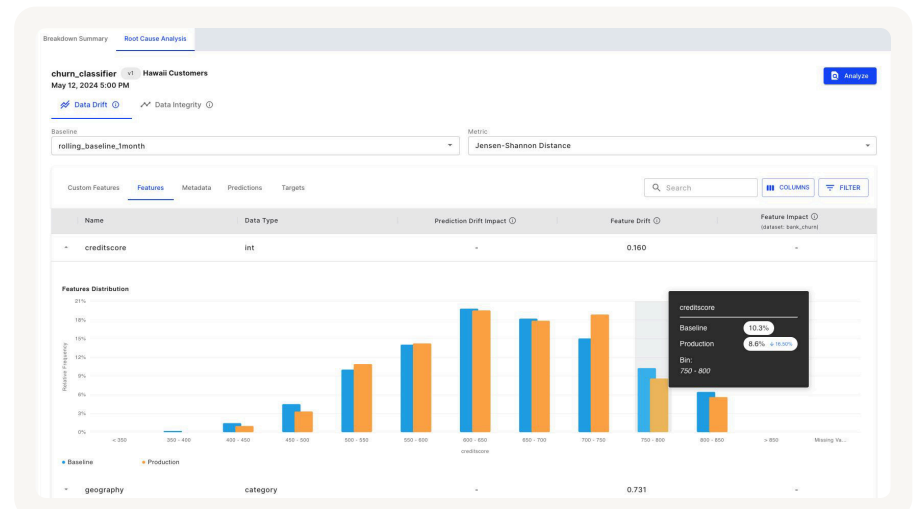 Breakdown Summary Root Cause Analysis
churn_classifier v1 Hawaii Customers
May 12, 2024 5:00 PM
Analyze
Data Drift Data Integrity
Baseline Metric
rolling_baseline_1month Jensen-Shannon Distance
Custom Features Features Metadata Predictions Targets Search COLUMNS FILTER
Name Data Type Prediction Drift Impact Feature Drift Feature Impact
(dataset: bank_churn)
creditscore int - 0.160 -
Features Distribution
21%
18%
15%
12%
9%
6%
3%
0%
Relative Frequency
creditscore
Baseline 10.3%
Production 8.6% ↓ 16.50%
Bin:
750 - 800
< 350 350 - 400 400 - 450 450 - 500 500 - 550 550 - 600 600 - 650 650 - 700 700 - 750 750 - 800 800 - 850 > 850 Missing Va...
creditscore
Baseline Production
geography category - 0.731 -